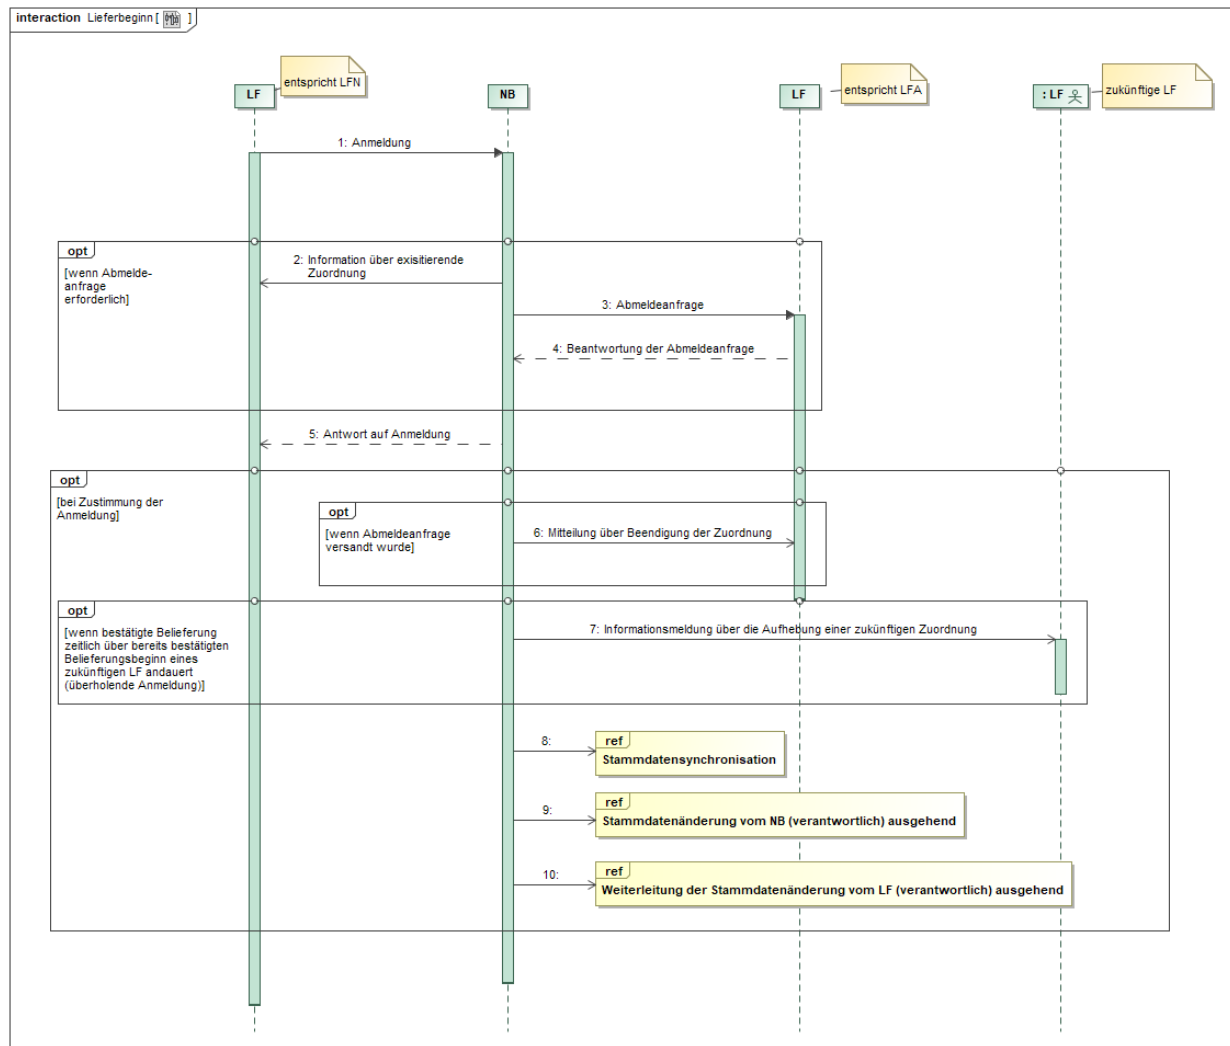 interaction Lieferbeginn [ ]
entspricht LFN
entspricht LFA
zukünftige LF
LF
NB
LF
: LF
1: Anmeldung
opt
[wenn Abmelde-
anfrage
erforderlich]
2: Information über exisitierende
Zuordnung
3: Abmeldeanfrage
4: Beantwortung der Abmeldeanfrage
5: Antwort auf Anmeldung
opt
[bei Zustimmung der
Anmeldung]
opt
[wenn Abmeldeanfrage
versandt wurde]
6: Mitteilung über Beendigung der Zuordnung
opt
[wenn bestätigte Belieferung
zeitlich über bereits bestätigten
Belieferungsbeginn eines
zukünftigen LF andauert
(überholende Anmeldung)]
7: Informationsmeldung über die Aufhebung einer zukünftigen Zuordnung
8:
ref
Stammdatensynchronisation
9:
ref
Stammdatenänderung vom NB (verantwortlich) ausgehend
10:
ref
Weiterleitung der Stammdatenänderung vom LF (verantwortlich) ausgehend